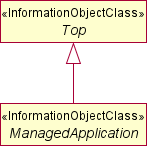 «InformationObjectClass»
Top
«InformationObjectClass»
ManagedApplication